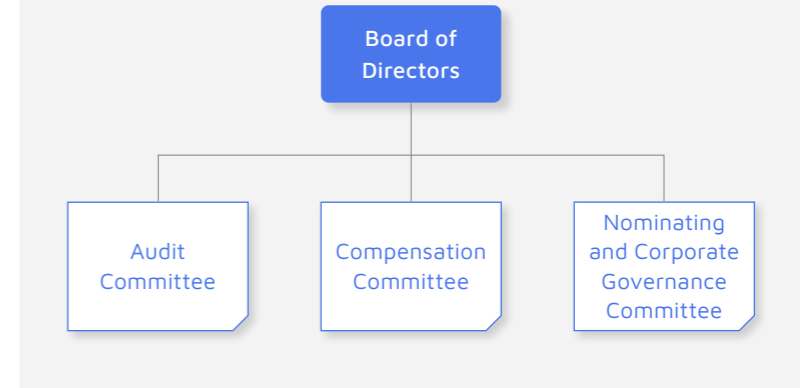 Board of
Directors
Audit
Committee
Compensation
Committee
Nominating
and Corporate
Governance
Committee